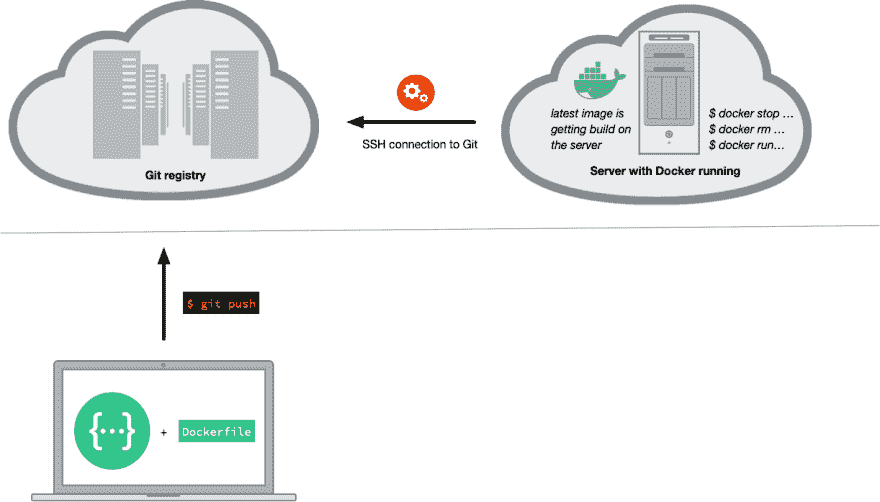 latest image is
getting build on
the server
$ docker stop ...
$ docker rm ...
$ docker run...
SSH connection to Git
Git registry
Server with Docker running
$ git push
{...}
+
Dockerfile